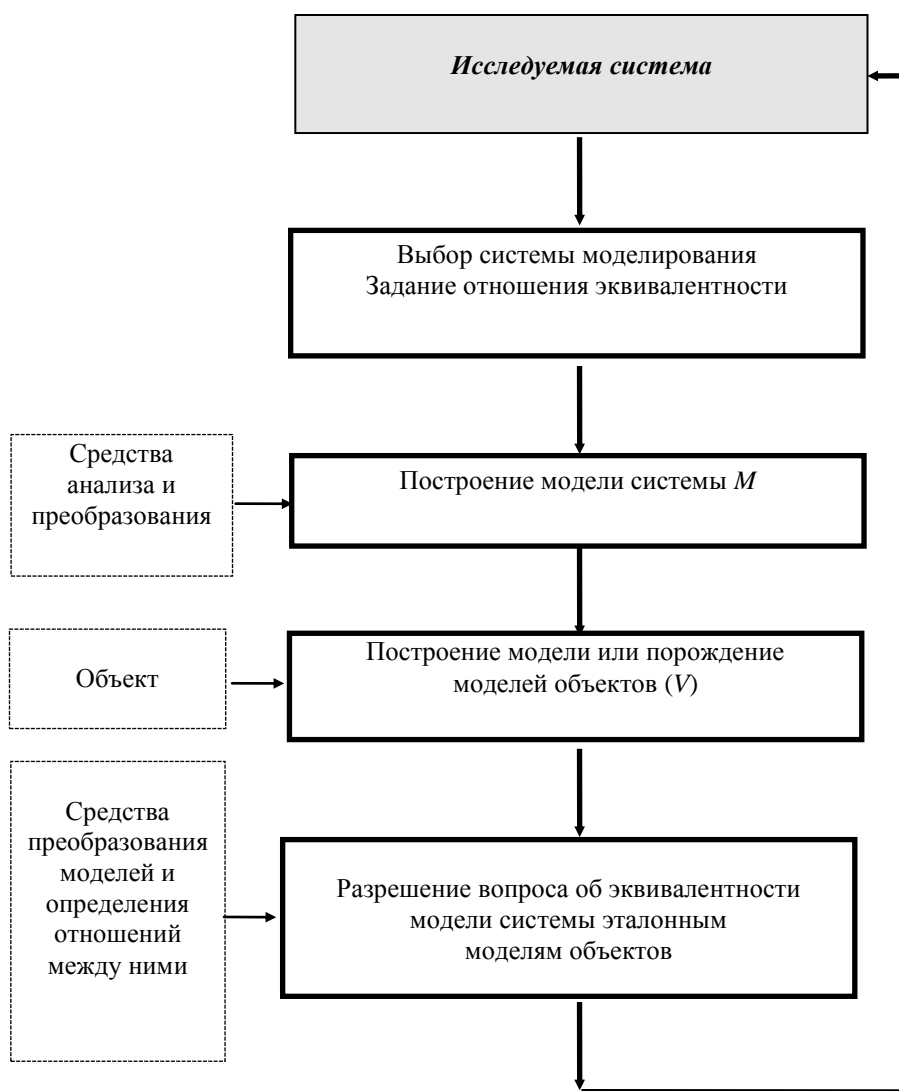 Исследуемая система
Выбор системы моделирования
Задание отношения эквивалентности
Средства
анализа и
преобразования
Построение модели системы M
Объект
Построение модели или порождение
моделей объектов (V)
Средства
преобразования
моделей и
определения
отношений
между ними
Разрешение вопроса об эквивалентности
модели системы эталонным
моделям объектов